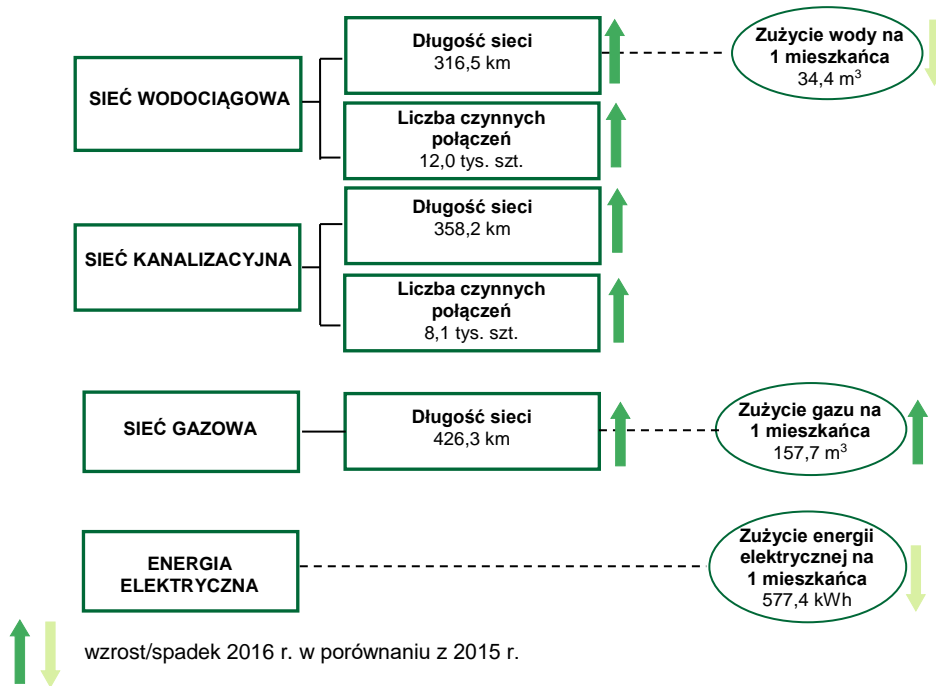 SIEĆ WODOCIĄGOWA
Długość sieci
316,5 km
Zużycie wody na
1 mieszkańca
34,4 m³
Liczba czynnych
połączeń
12,0 tys. szt.
SIEĆ KANALIZACYJNA
Długość sieci
358,2 km
Liczba czynnych
połączeń
8,1 tys. szt.
SIEĆ GAZOWA
Długość sieci
426,3 km
Zużycie gazu na
1 mieszkańca
157,7 m³
ENERGIA
ELEKTRYCZNA
Zużycie energii
elektrycznej na
1 mieszkańca
577,4 kWh
wzrost/spadek 2016 r. w porównaniu z 2015 r.